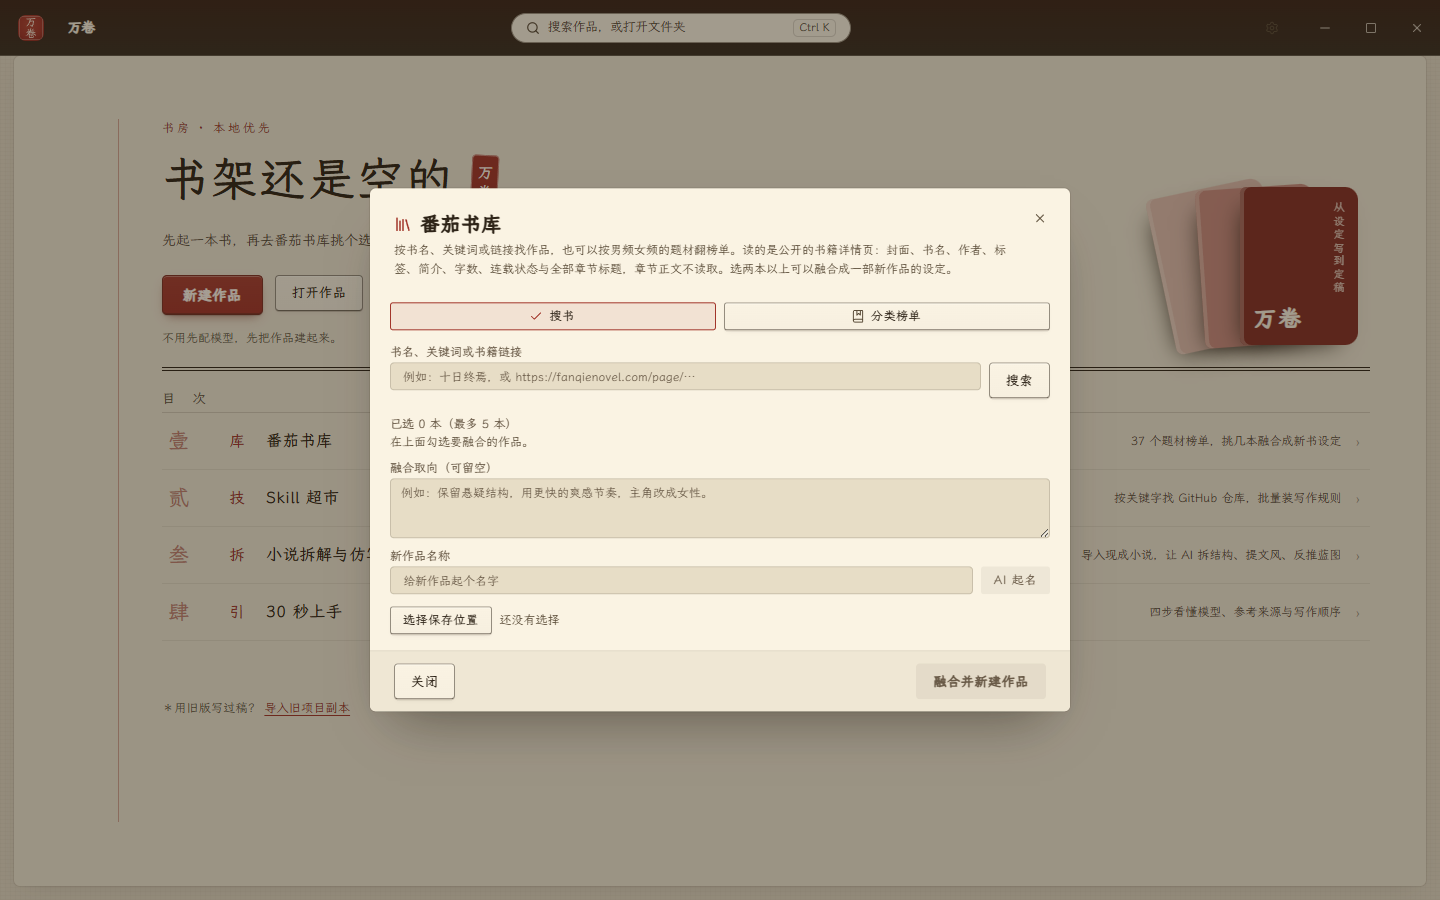 万卷
万卷
搜索作品，或打开文件夹
Ctrl K
书房 · 本地优先
书架还是空的
万
先起一本书，再去番茄书库挑个选
新建作品
打开作品
不用先配模型，先把作品建起来。
从设定写到定稿
万卷
目 次
壹 库 番茄书库
37 个题材榜单，挑几本融合成新书设定
贰 技 Skill 超市
按关键字找 GitHub 仓库，批量装写作规则
叁 拆 小说拆解与仿
导入现成小说，让 AI 拆结构、提文风、反推蓝图
肆 引 30 秒上手
四步看懂模型、参考来源与写作顺序
*用旧版写过稿？ 导入旧项目副本
番茄书库
按书名、关键词或链接找作品，也可以按男频女频的题材翻榜单。读的是公开的书籍详情页：封面、书名、作者、标
签、简介、字数、连载状态与全部章节标题，章节正文不读取。选两本以上可以融合成一部新作品的设定。
搜书
分类榜单
书名、关键词或书籍链接
例如：十日终焉，或 https://fanqienovel.com/page/…
搜索
已选 0 本（最多 5 本）
在上面勾选要融合的作品。
融合取向（可留空）
例如：保留悬疑结构，用更快的爽感节奏，主角改成女性。
新作品名称
给新作品起个名字
AI 起名
选择保存位置
还没有选择
关闭
融合并新建作品